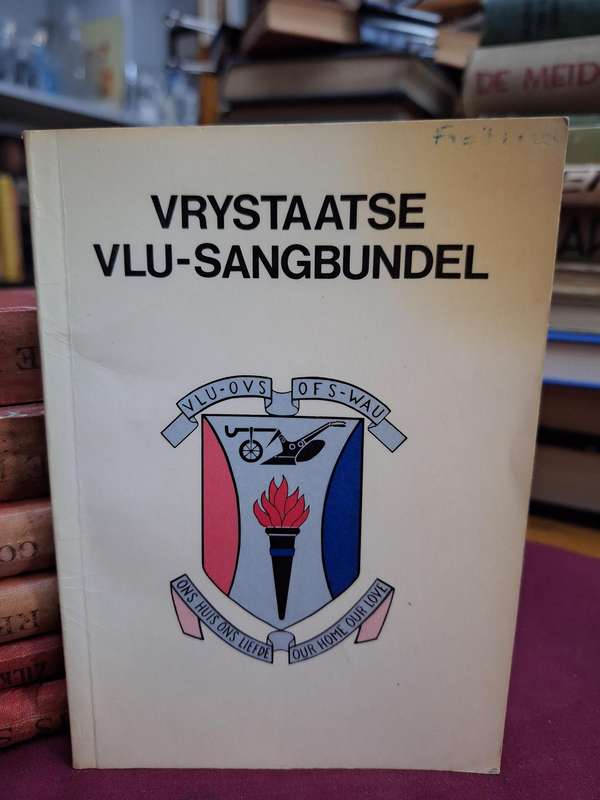 VRYSTAATSE
VLU-SANGBUNDEL
VLU-OVS OFS-WAU
ONS HUIS ONS LIEFDE OUR HOME OUR LOVE
DE MEID